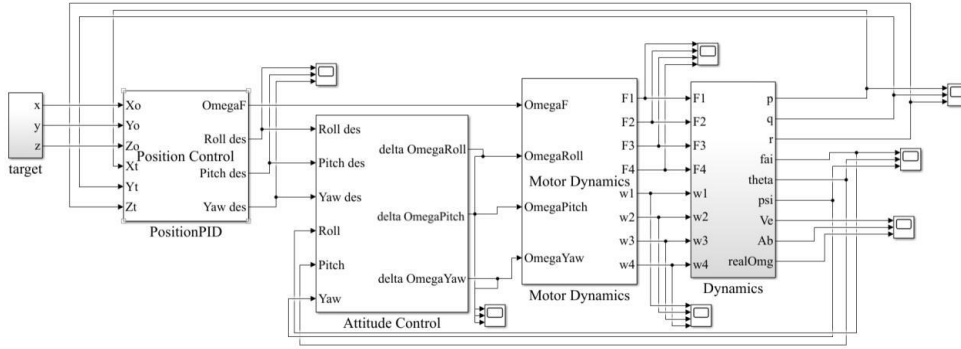 x
y
z
target
Xo
Yo
Zo
Xt
Yt
Zt
Position Control
OmegaF
Roll des
Pitch des
Yaw des
PositionPID
Roll des
Pitch des
Yaw des
Roll
Pitch
Yaw
delta OmegaRoll
delta OmegaPitch
delta OmegaYaw
Attitude Control
OmegaF
OmegaRoll
OmegaPitch
OmegaYaw
Motor Dynamics
F1
F2
F3
F4
w1
w2
w3
w4
Motor Dynamics
F1
F2
F3
F4
w1
w2
w3
w4
p
q
r
fai
theta
psi
Ve
Ab
realOmg
Dynamics